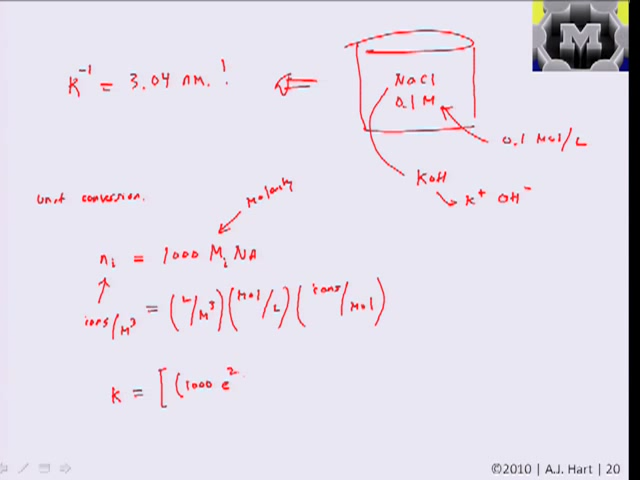 K⁻¹ = 3.04 nm. !
NaCl
0.1 M
0.1 Mol/L
KOH
K⁺ OH⁻
unit conversion.
Molarity
nᵢ = 1000 Mᵢ NA
ions/M³ = (L/M³)(Mol/L)(ions/Mol)
K = [(1000 e²
©2010 | A.J. Hart | 20
M